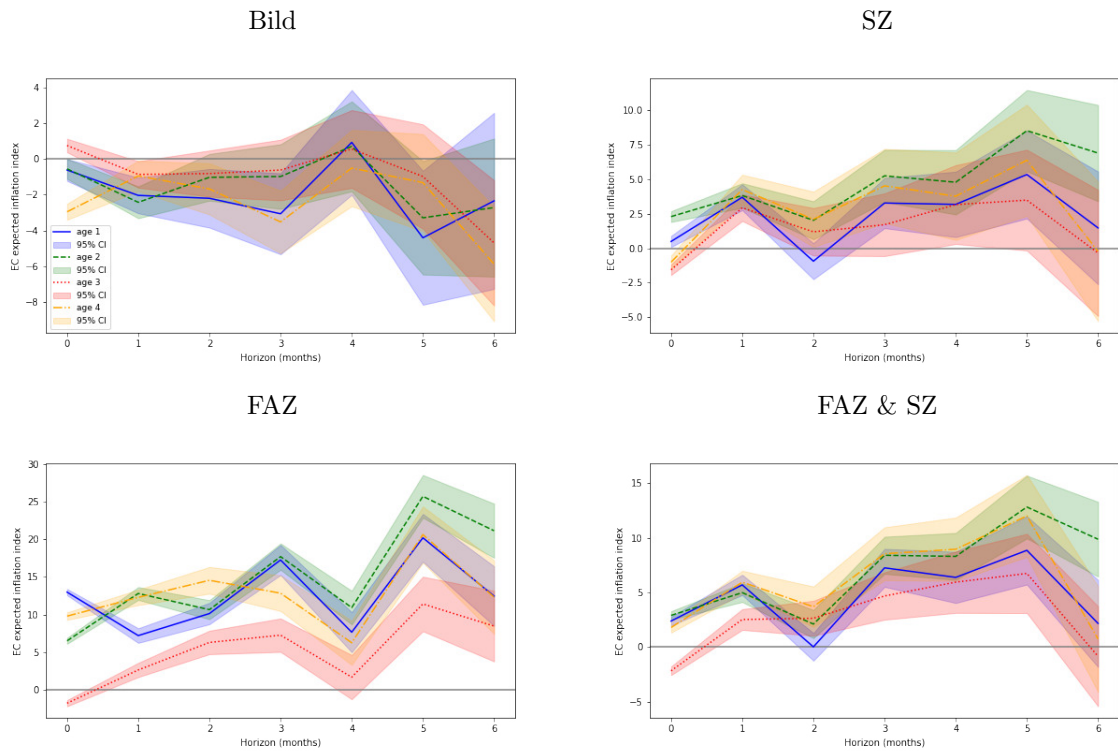 Bild
SZ
EC expected inflation index
4
2
0
−2
−4
−6
−8
age 1
95% CI
age 2
95% CI
age 3
95% CI
age 4
95% CI
0 1 2 3 4 5 6
Horizon (months)
EC expected inflation index
10.0
7.5
5.0
2.5
0.0
−2.5
−5.0
0 1 2 3 4 5 6
Horizon (months)
FAZ
FAZ & SZ
EC expected inflation index
30
25
20
15
10
5
0
0 1 2 3 4 5 6
Horizon (months)
EC expected inflation index
15
10
5
0
−5
0 1 2 3 4 5 6
Horizon (months)